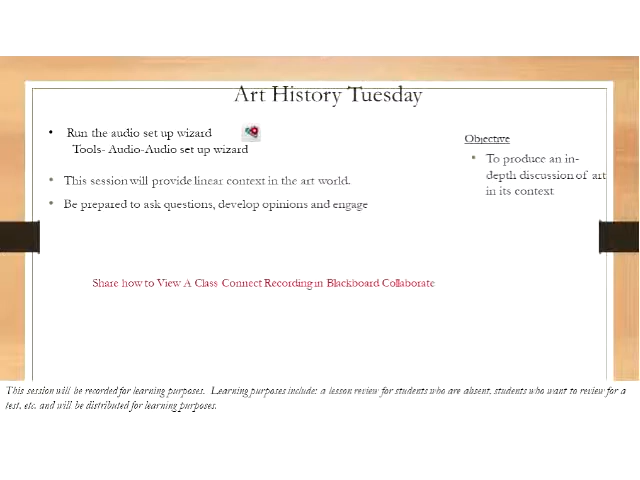 Art History Tuesday
• Run the audio set up wizard
Tools- Audio-Audio set up wizard
• This session will provide linear context in the art world.
• Be prepared to ask questions, develop opinions and engage
Objective
• To produce an in-
depth discussion of art
in its context
Share how to View A Class Connect Recording in Blackboard Collaborate
This session will be recorded for learning purposes. Learning purposes include: a lesson review for students who are absent, students who want to review for a
test, etc. and will be distributed for learning purposes.